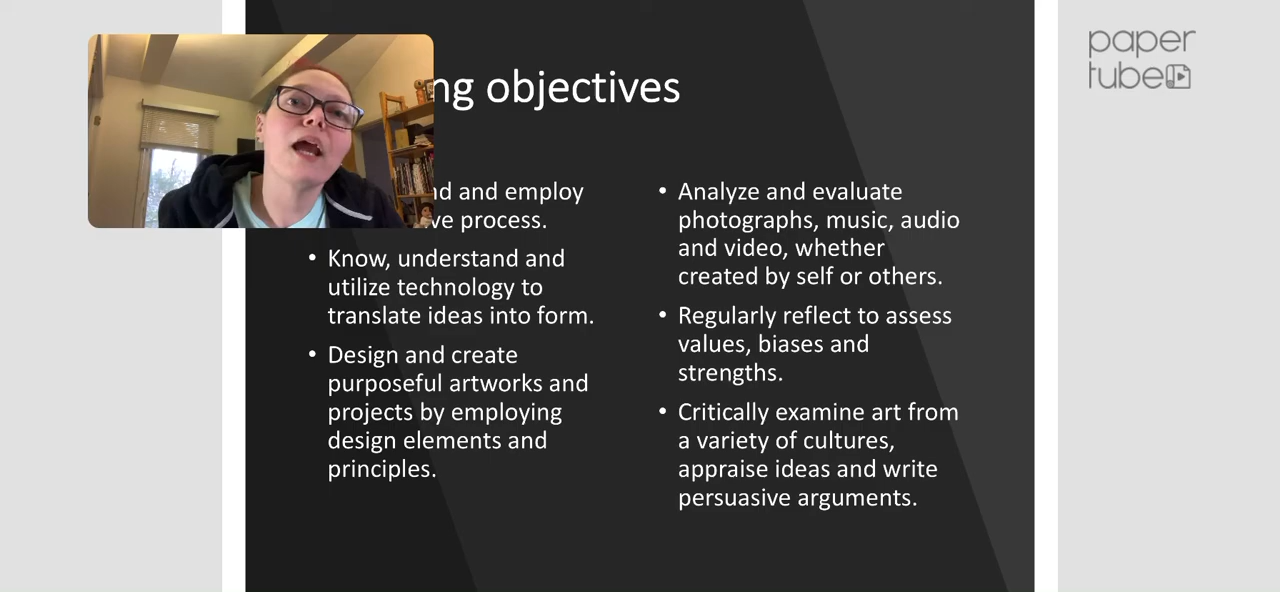 ng objectives
nd and employ
ve process.
• Know, understand and
utilize technology to
translate ideas into form.
• Design and create
purposeful artworks and
projects by employing
design elements and
principles.
• Analyze and evaluate
photographs, music, audio
and video, whether
created by self or others.
• Regularly reflect to assess
values, biases and
strengths.
• Critically examine art from
a variety of cultures,
appraise ideas and write
persuasive arguments.
paper
tube